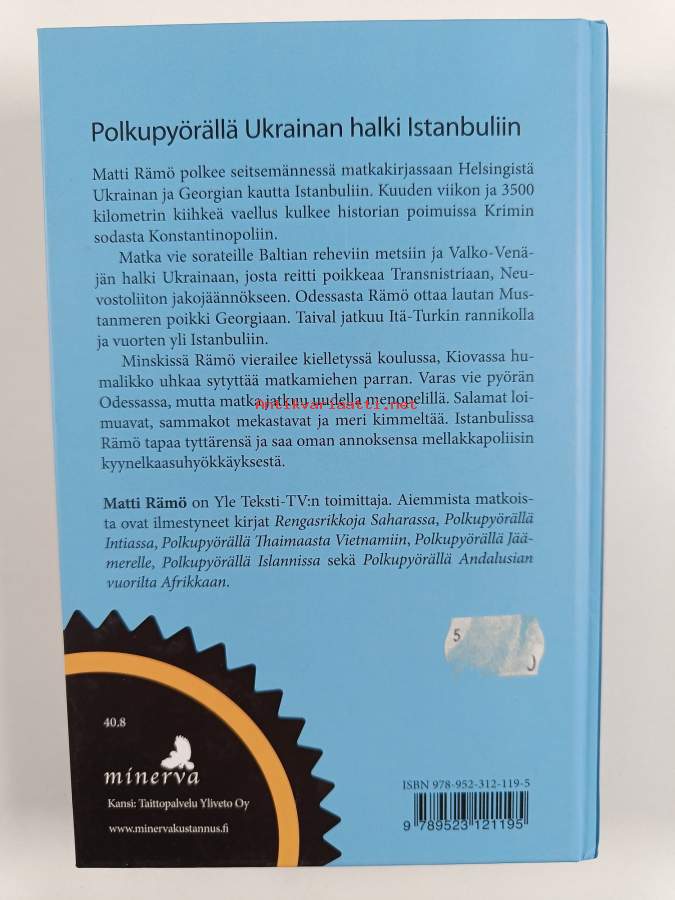 Polkupyörällä Ukrainan halki Istanbuliin
Matti Rämö polkee seitsemännessä matkakirjassaan Helsingistä
Ukrainan ja Georgian kautta Istanbuliin. Kuuden viikon ja 3500
kilometrin kiihkeä vaellus kulkee historian poimuissa Krimin
sodasta Konstantinopoliin.
Matka vie sorateille Baltian reheviin metsiin ja Valko-Venä-
jän halki Ukrainaan, josta reitti poikkeaa Transnistriaan, Neu-
vostoliiton jakojäännökseen. Odessasta Rämö ottaa lautan Mus-
tanmeren poikki Georgiaan. Taival jatkuu Itä-Turkin rannikolla
ja vuorten yli Istanbuliin.
Minskissä Rämö vierailee kielletyssä koulussa, Kiovassa hu-
malikko uhkaa sytyttää matkamiehen parran. Varas vie pyörän
Odessassa, mutta matka jatkuu uudella menopelillä. Salamat loi-
Antikvariaatti.net
muavat, sammakot mekastavat ja meri kimmeltää. Istanbulissa
Rämö tapaa tyttärensä ja saa oman annoksensa mellakkapoliisin
kyynelkaasuhyökkäyksestä.
Matti Rämö on Yle Teksti-TV:n toimittaja. Aiemmista matkois-
ta ovat ilmestyneet kirjat Rengasrikkoja Saharassa, Polkupyörällä
Intiassa, Polkupyörällä Thaimaasta Vietnamiin, Polkupyörällä Jää-
merelle, Polkupyörällä Islannissa sekä Polkupyörällä Andalusian
vuorilta Afrikkaan.
5
40.8
minerva
Kansi: Taittopalvelu Yliveto Oy
www.minervakustannus.fi
ISBN 978-952-312-119-5
9 789523 121195